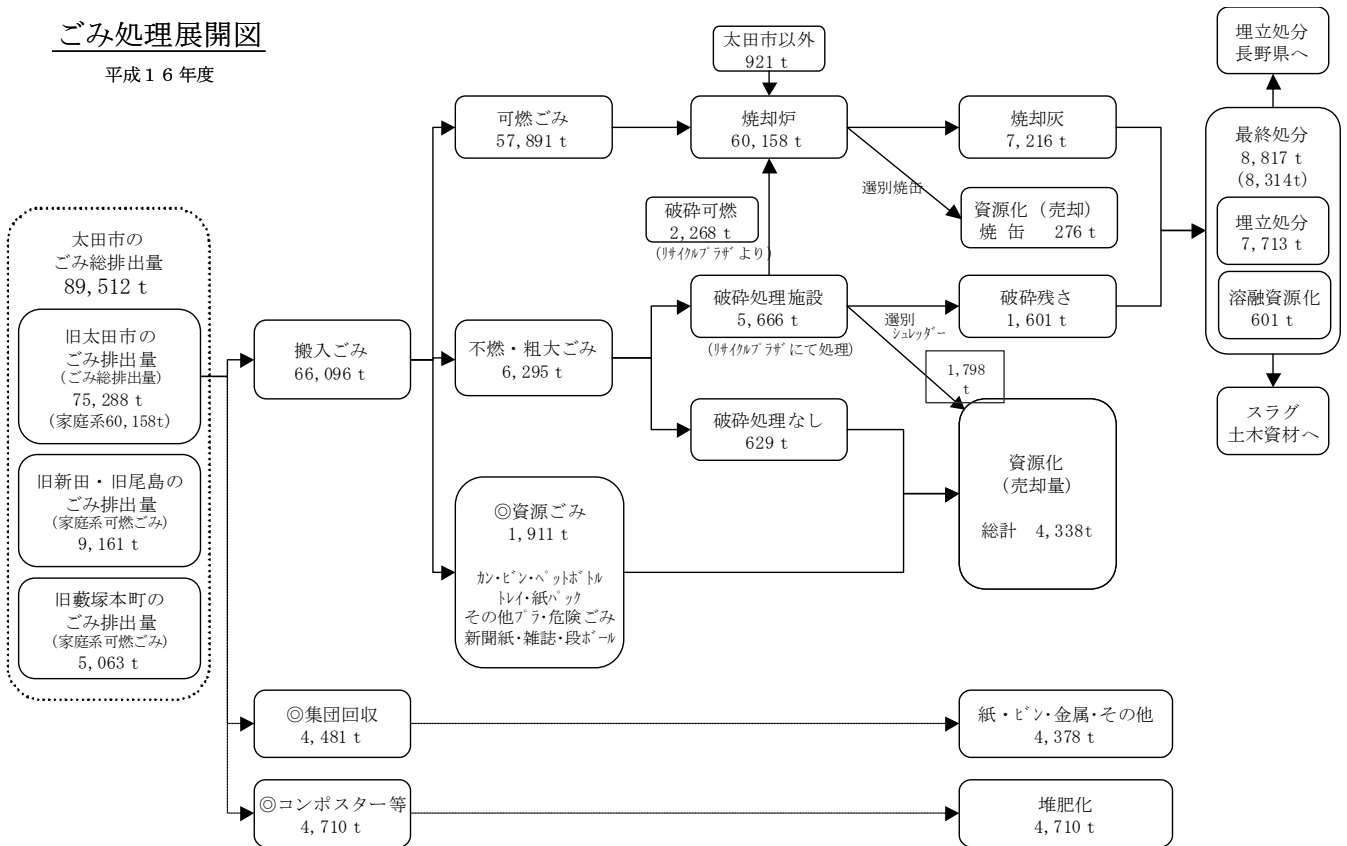 ごみ処理展開図
平成16年度
太田市の
ごみ総排出量
89,512 t
旧太田市の
ごみ排出量
(ごみ総排出量)
75,288 t
(家庭系60,158t)
旧新田・旧尾島の
ごみ排出量
(家庭系可燃ごみ)
9,161 t
旧藪塚本町の
ごみ排出量
(家庭系可燃ごみ)
5,063 t
搬入ごみ
66,096 t
◎集団回収
4,481 t
◎コンポスター等
4,710 t
可燃ごみ
57,891 t
不燃・粗大ごみ
6,295 t
◎資源ごみ
1,911 t
カン・ビン・ペットボトル
トレイ・紙パック
その他プラ・危険ごみ
新聞紙・雑誌・段ボール
太田市以外
921 t
焼却炉
60,158 t
破砕可燃
2,268 t
(リサイクルプラザより)
破砕処理施設
5,666 t
(リサイクルプラザにて処理)
破砕処理なし
629 t
選別焼缶
選別
シュレッダー
1,798
t
焼却灰
7,216 t
資源化(売却)
焼 缶 276 t
破砕残さ
1,601 t
資源化
(売却量)
総計 4,338t
紙・ビン・金属・その他
4,378 t
堆肥化
4,710 t
埋立処分
長野県へ
最終処分
8,817 t
(8,314t)
埋立処分
7,713 t
溶融資源化
601 t
スラグ
土木資材へ